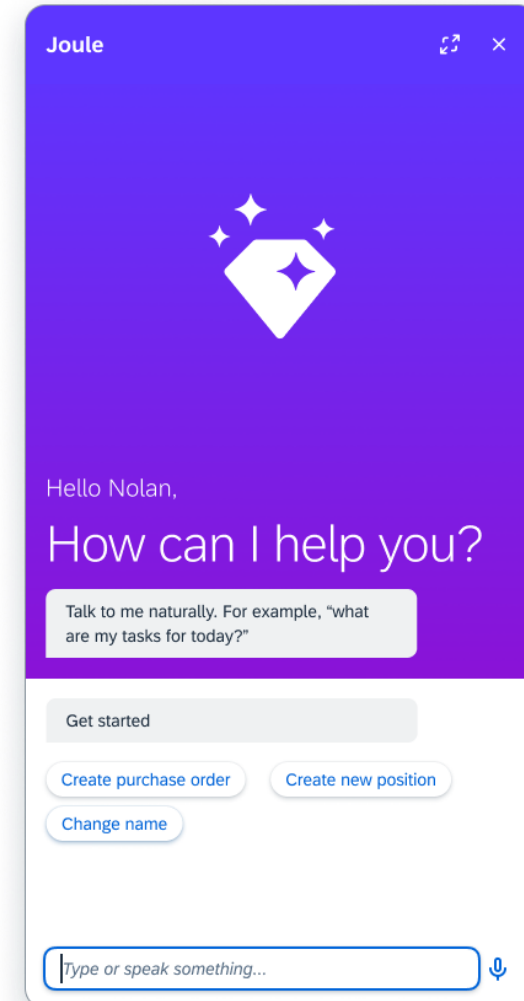 Joule
Hello Nolan,
How can I help you?
Talk to me naturally. For example, “what
are my tasks for today?”
Get started
Create purchase order
Create new position
Change name
Type or speak something...